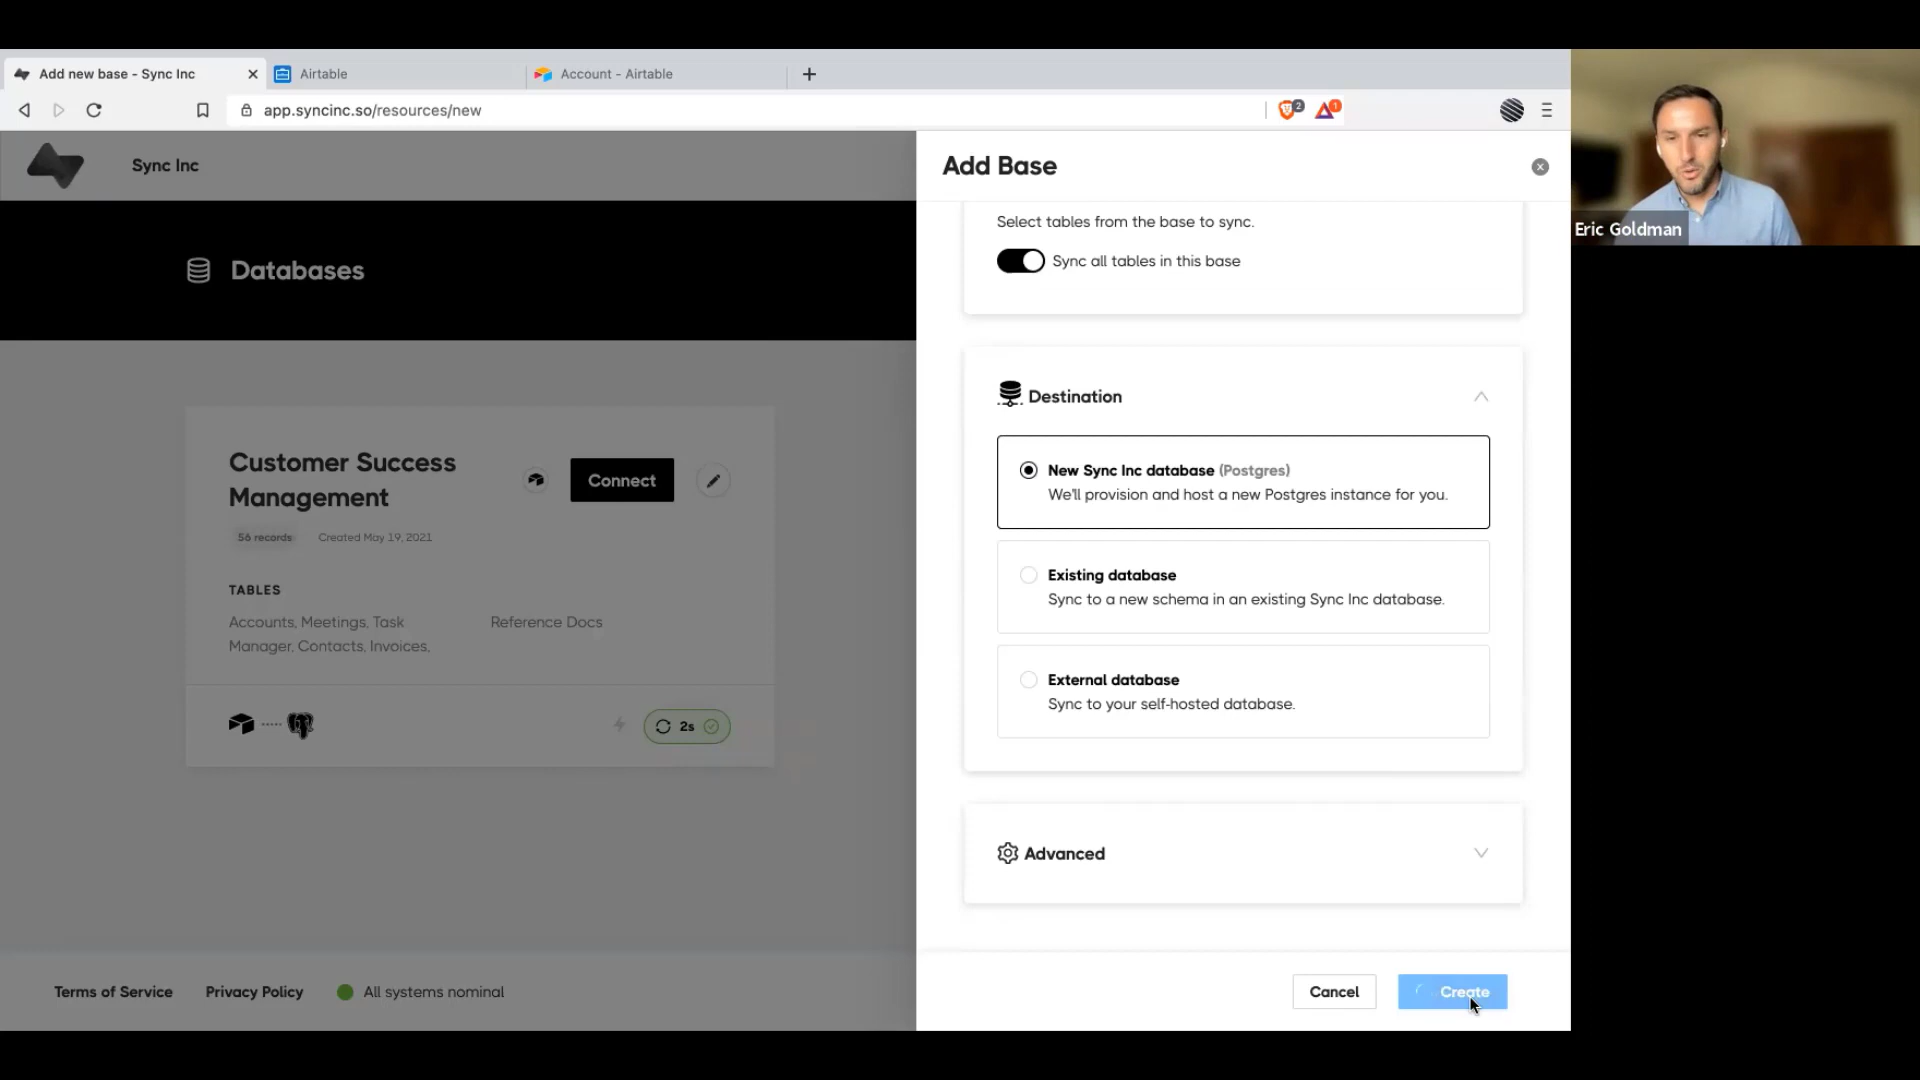 Add new base - Sync Inc
Airtable
Account - Airtable
app.syncinc.so/resources/new
2
1
Sync Inc
Databases
Customer Success
Management
Connect
56 records
Created May 19, 2021
TABLES
Accounts, Meetings, Task
Manager, Contacts, Invoices,
Reference Docs
2s
Terms of Service
Privacy Policy
All systems nominal
Add Base
Select tables from the base to sync.
Sync all tables in this base
Destination
New Sync Inc database (Postgres)
We'll provision and host a new Postgres instance for you.
Existing database
Sync to a new schema in an existing Sync Inc database.
External database
Sync to your self-hosted database.
Advanced
Cancel
Create
Eric Goldman